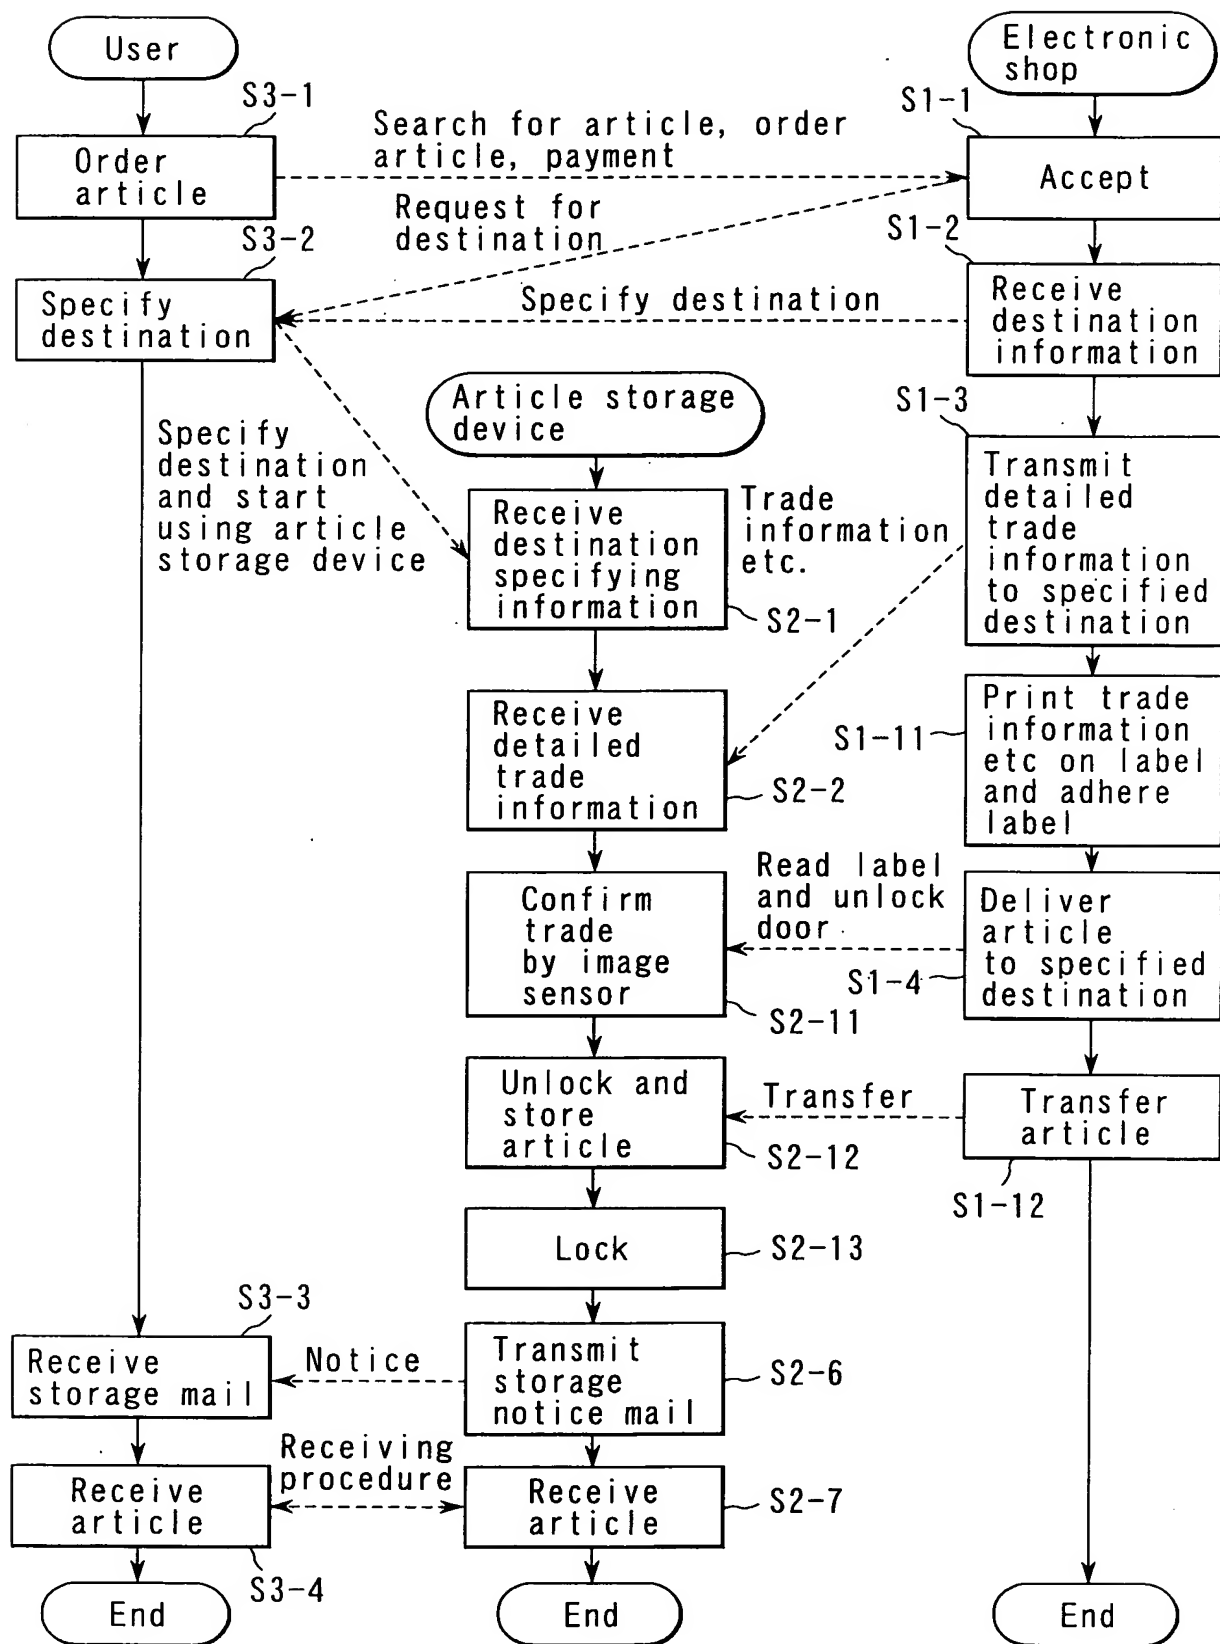 User
Electronic
shop
S3-1
S1-1
Search for article, order
article, payment
Order
article
Accept
Request for
destination
S3-2
S1-2
Specify
destination
Specify destination
Receive
destination
information
S1-3
Article storage
device
Specify
destination
and start
using article
storage device
Receive
destination
specifying
information
S2-1
Trade
information
etc.
Transmit
detailed
trade
information
to specified
destination
Receive
detailed
trade
information
S2-2
S1-11
Print trade
information
etc on label
and adhere
label
Confirm
trade
by image
sensor
S2-11
Read label
and unlock
door
S1-4
Deliver
article
to specified
destination
Unlock and
store
article
S2-12
Transfer
Transfer
article
S1-12
Lock
S2-13
S3-3
Receive
storage mail
Notice
Transmit
storage
notice mail
S2-6
Receive
article
S3-4
Receiving
procedure
Receive
article
S2-7
End
End
End